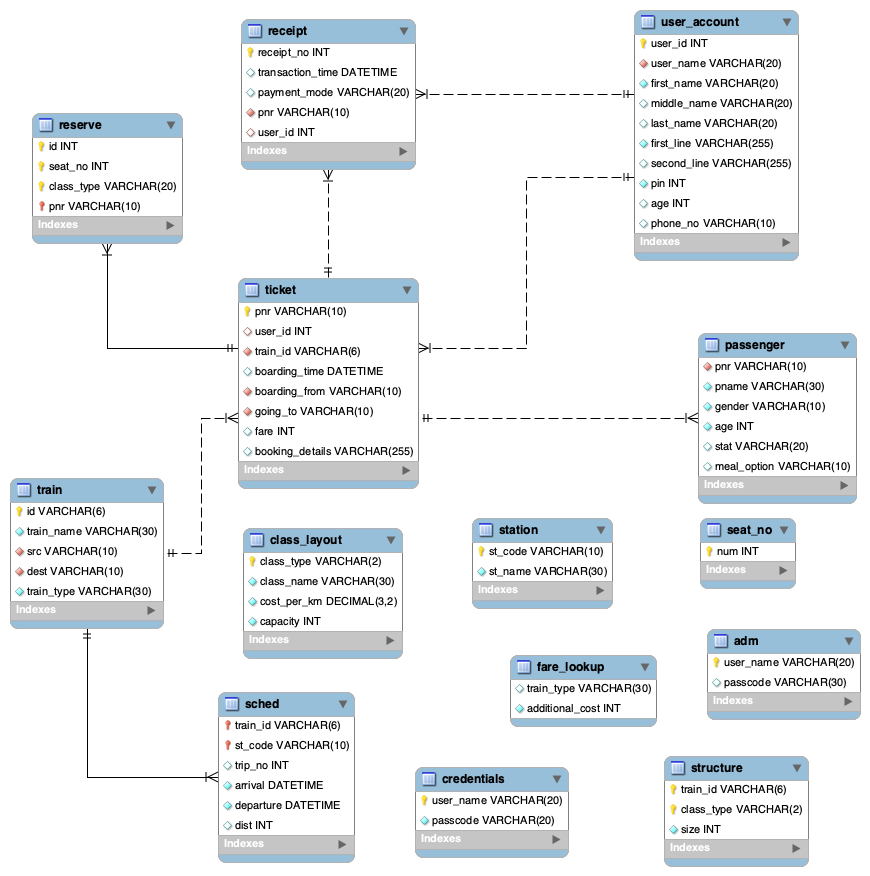 receipt
receipt_no INT
transaction_time DATETIME
payment_mode VARCHAR(20)
pnr VARCHAR(10)
user_id INT
Indexes
user_account
user_id INT
user_name VARCHAR(20)
first_name VARCHAR(20)
middle_name VARCHAR(20)
last_name VARCHAR(20)
first_line VARCHAR(255)
second_line VARCHAR(255)
pin INT
age INT
phone_no VARCHAR(10)
Indexes
reserve
id INT
seat_no INT
class_type VARCHAR(20)
pnr VARCHAR(10)
Indexes
ticket
pnr VARCHAR(10)
user_id INT
train_id VARCHAR(6)
boarding_time DATETIME
boarding_from VARCHAR(10)
going_to VARCHAR(10)
fare INT
booking_details VARCHAR(255)
Indexes
passenger
pnr VARCHAR(10)
pname VARCHAR(30)
gender VARCHAR(10)
age INT
stat VARCHAR(20)
meal_option VARCHAR(10)
Indexes
train
id VARCHAR(6)
train_name VARCHAR(30)
src VARCHAR(10)
dest VARCHAR(10)
train_type VARCHAR(30)
Indexes
class_layout
class_type VARCHAR(2)
class_name VARCHAR(30)
cost_per_km DECIMAL(3,2)
capacity INT
Indexes
station
st_code VARCHAR(10)
st_name VARCHAR(30)
Indexes
seat_no
num INT
Indexes
fare_lookup
train_type VARCHAR(30)
additional_cost INT
Indexes
adm
user_name VARCHAR(20)
passcode VARCHAR(30)
Indexes
sched
train_id VARCHAR(6)
st_code VARCHAR(10)
trip_no INT
arrival DATETIME
departure DATETIME
dist INT
Indexes
credentials
user_name VARCHAR(20)
passcode VARCHAR(20)
Indexes
structure
train_id VARCHAR(6)
class_type VARCHAR(2)
size INT
Indexes